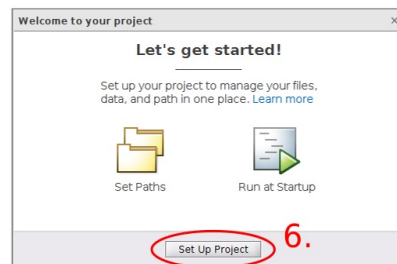 Welcome to your project ×
Let's get started!
Set up your project to manage your files,
data, and path in one place. Learn more
Set Paths Run at Startup
Set Up Project 6.